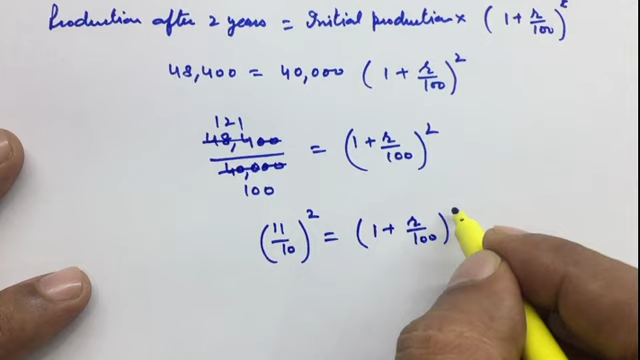 Production after 2 years = Initial production × (1 + r/100)²
48,400 = 40,000 (1 + r/100)²
121
48,400/40,000 = (1 + r/100)²
100
(11/10)² = (1 + r/100)